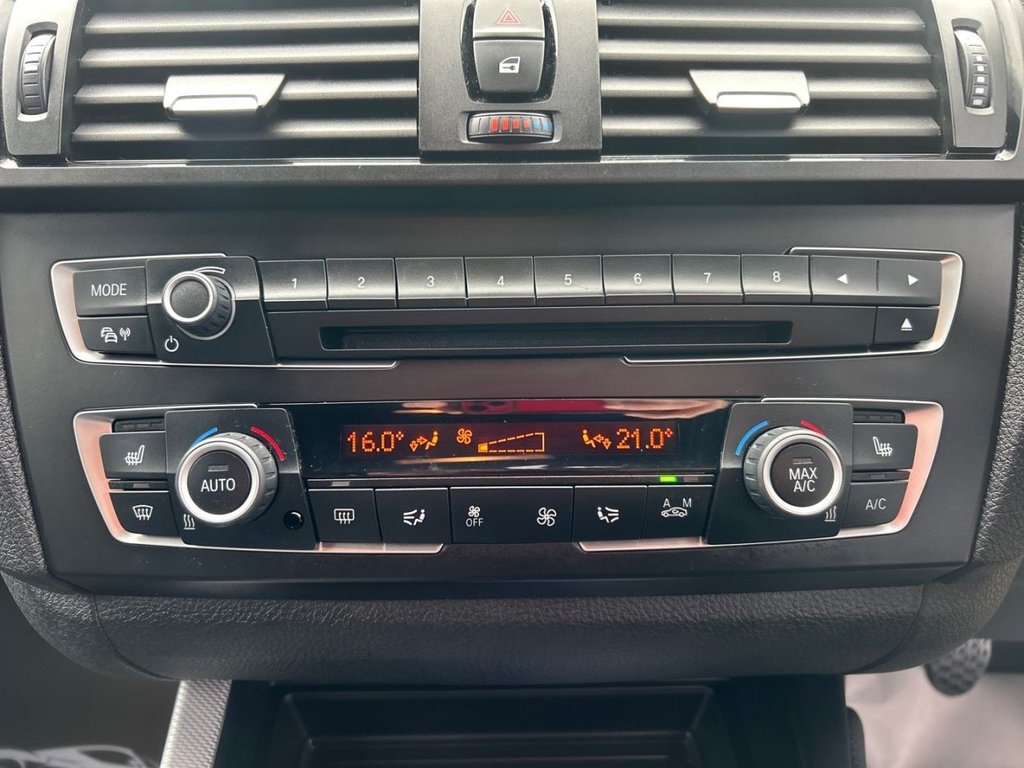 MODE 1 2 3 4 5 6 7 8
16.0° 21.0°
AUTO MAX
A/C
OFF A M A/C